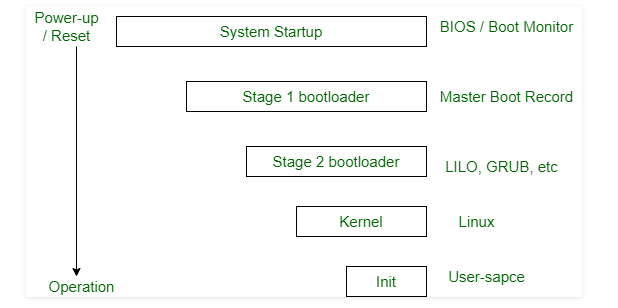 Power-up
/ Reset
System Startup
BIOS / Boot Monitor
Stage 1 bootloader
Master Boot Record
Stage 2 bootloader
LILO, GRUB, etc
Kernel
Linux
Init
User-sapce
Operation